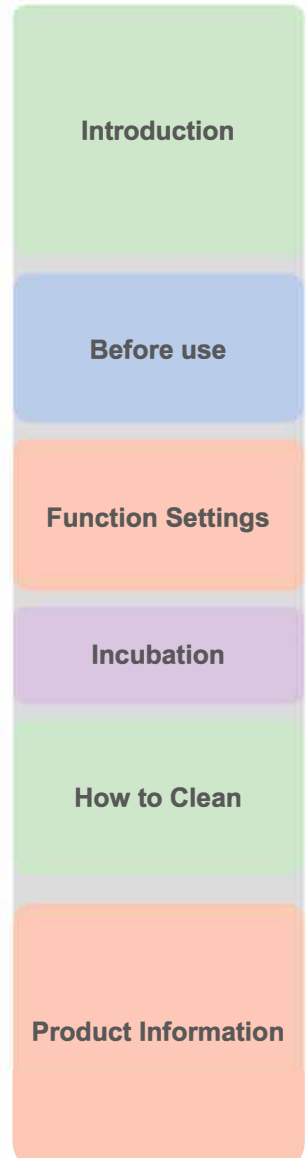 Introduction
Before use
Function Settings
Incubation
How to Clean
Product Information